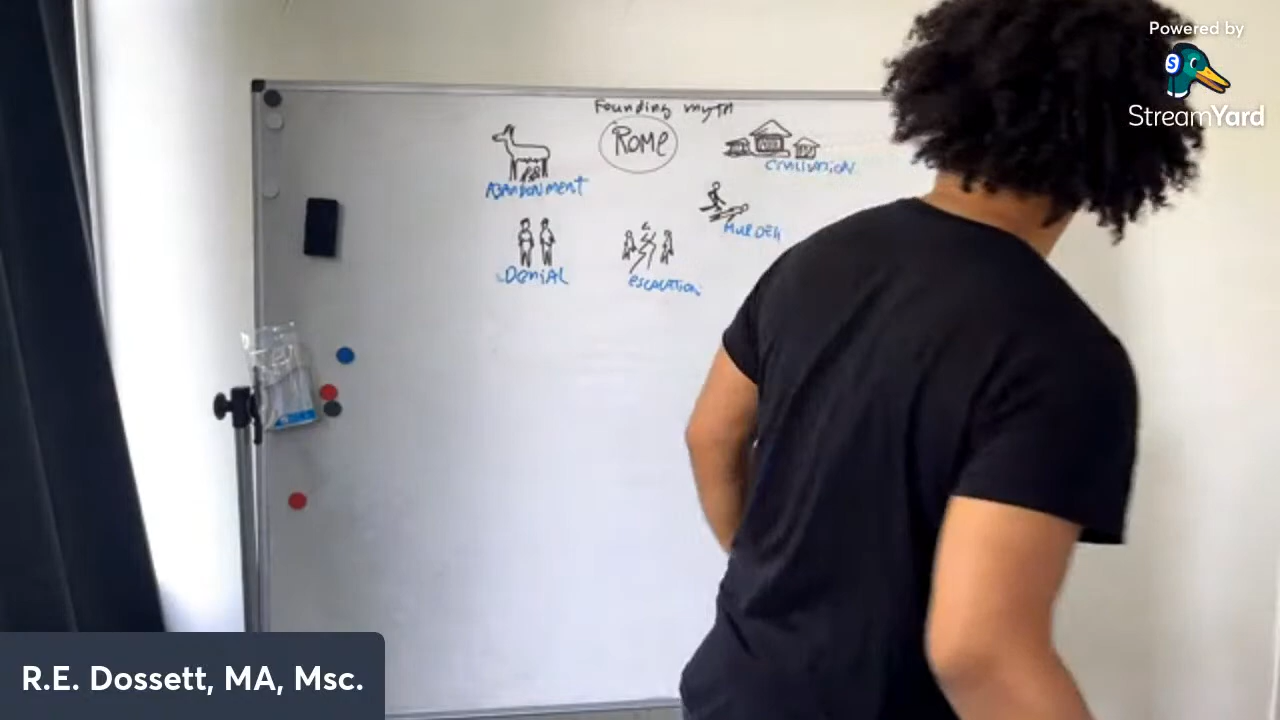 Powered by
StreamYard
Founding myth
Rome
ABANDONMENT
CIVILIZATION
MURDER
DENIAL
ESCALATION
R.E. Dossett, MA, Msc.